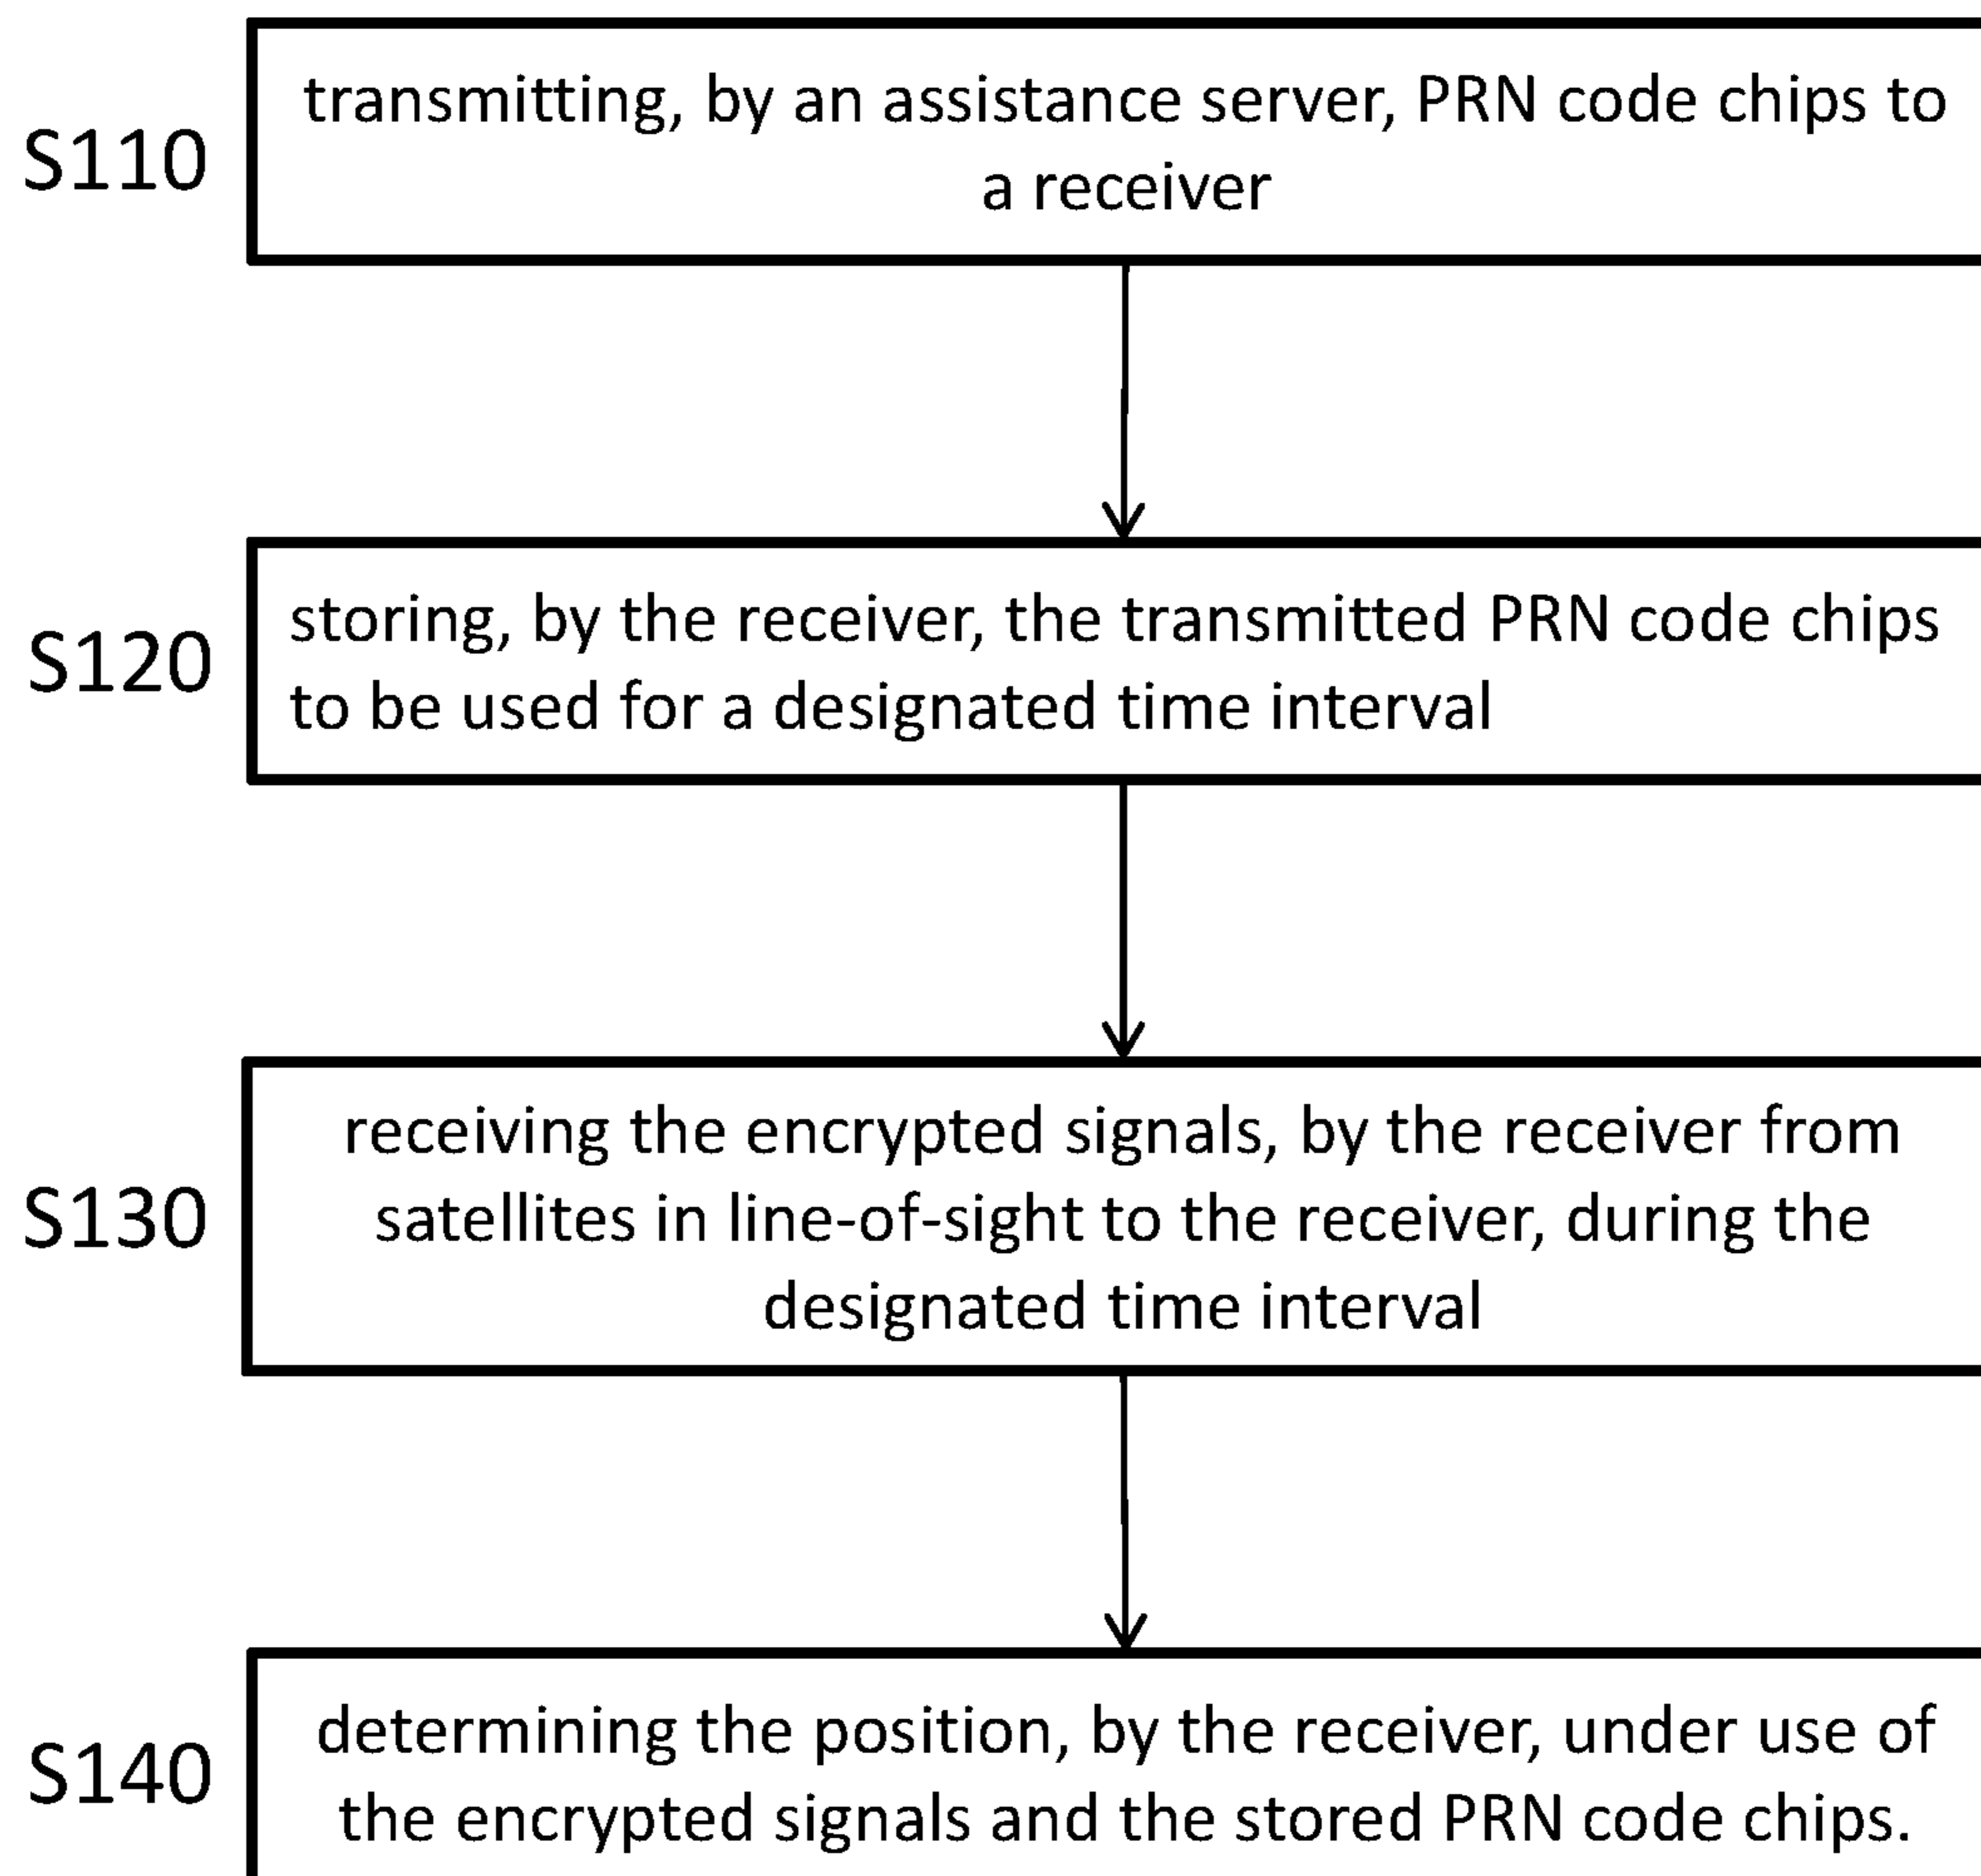 S110
transmitting, by an assistance server, PRN code chips to
a receiver
S120
storing, by the receiver, the transmitted PRN code chips
to be used for a designated time interval
S130
receiving the encrypted signals, by the receiver from
satellites in line-of-sight to the receiver, during the
designated time interval
S140
determining the position, by the receiver, under use of
the encrypted signals and the stored PRN code chips.